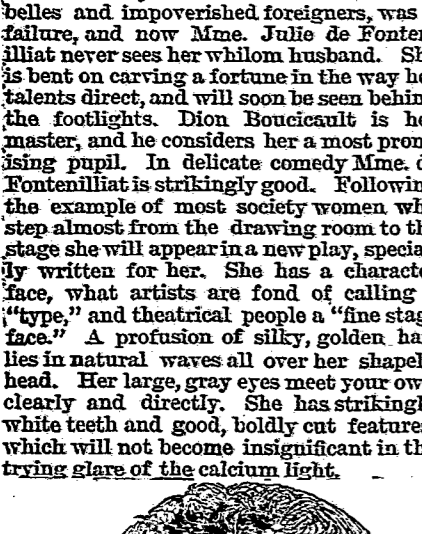 belles and impoverished foreigners, was
failure, and now Mme. Julie de Fonten
illiat never sees her whilom husband. Sh
is bent on carving a fortune in the way he
talents direct, and will soon be seen behin
the footlights. Dion Boucicault is he
master, and he considers her a most prom
ising pupil. In delicate comedy Mme. d
Fontenilliat is strikingly good. Followin
the example of most society women wh
step almost from the drawing room to th
stage she will appear in a new play, special
ly written for her. She has a characte
face, what artists are fond of calling
"type," and theatrical people a "fine stag
face." A profusion of silky, golden ha
lies in natural waves all over her shapel
head. Her large, gray eyes meet your ow
clearly and directly. She has strikingl
white teeth and good, boldly cut feature
which will not become insignificant in th
trying glare of the calcium light.